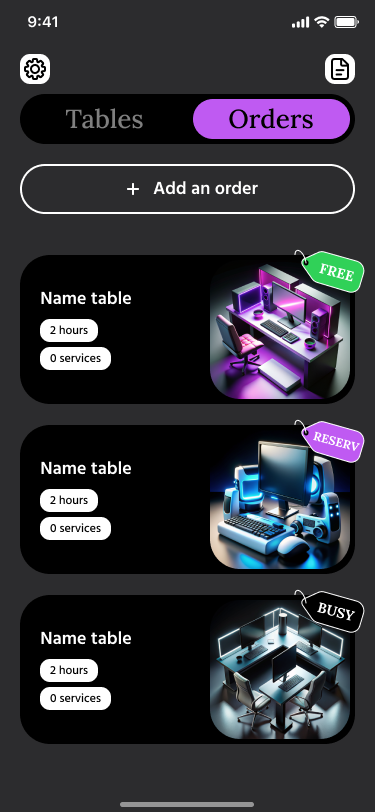 9:41
Tables Orders
+ Add an order
FREE
Name table
2 hours
0 services
RESERV
Name table
2 hours
0 services
BUSY
Name table
2 hours
0 services